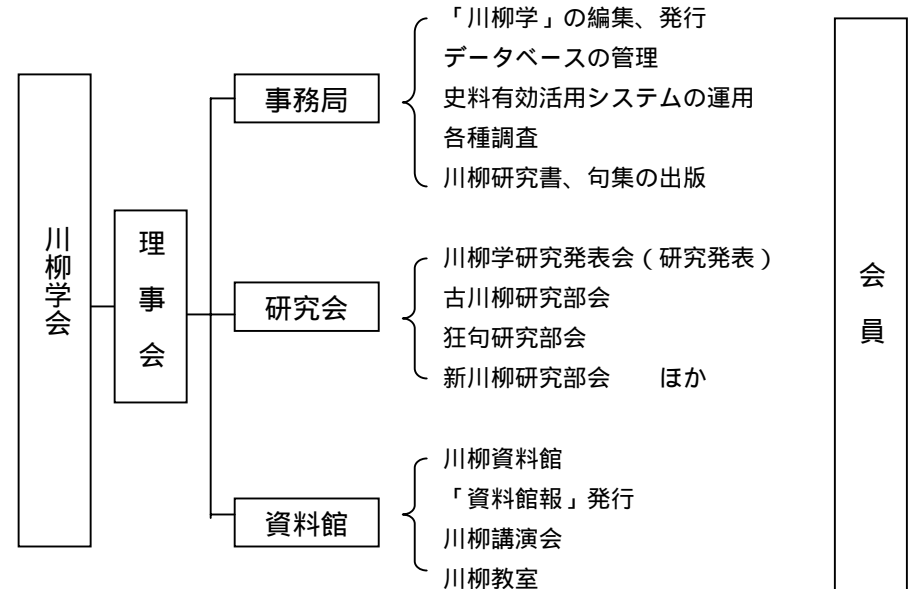 川柳学会
理事会
事務局
「川柳学」の編集、発行
データベースの管理
史料有効活用システムの運用
各種調査
川柳研究書、句集の出版
研究会
川柳学研究発表会(研究発表)
古川柳研究部会
狂句研究部会
新川柳研究部会　　ほか
資料館
川柳資料館
「資料館報」発行
川柳講演会
川柳教室
会員